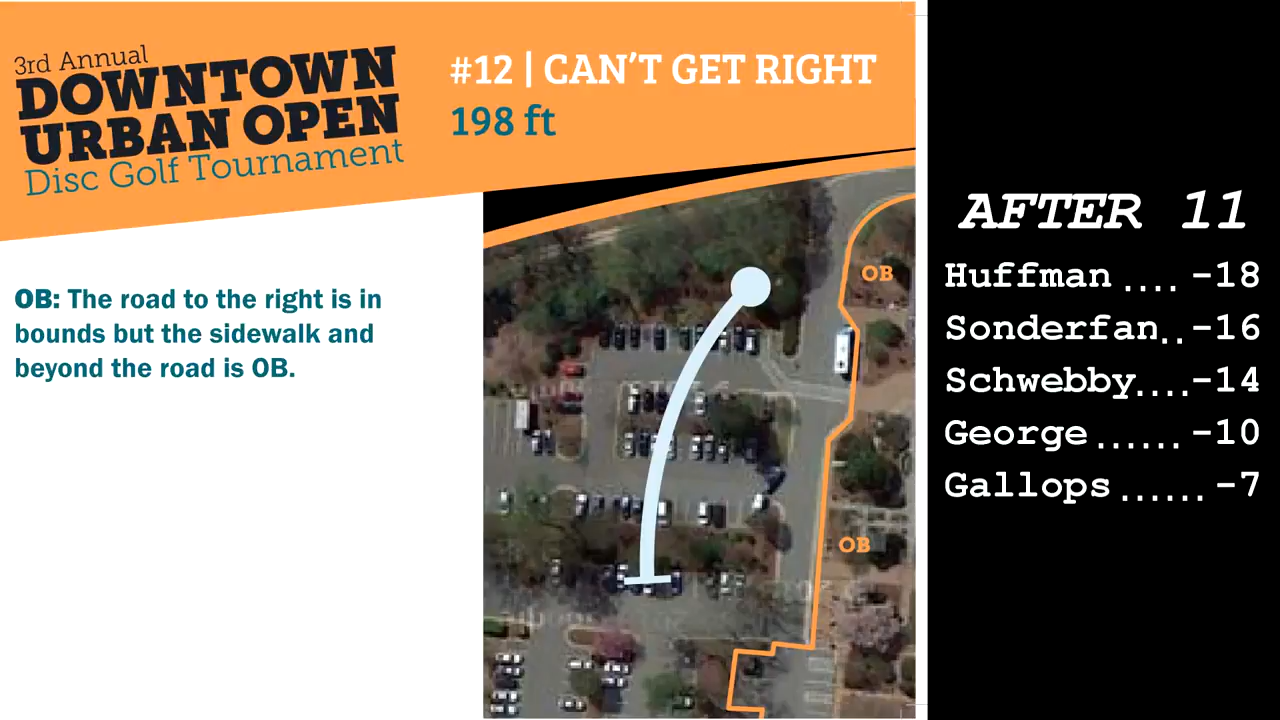 3rd Annual
DOWNTOWN
URBAN OPEN
Disc Golf Tournament
#12 | CAN'T GET RIGHT
198 ft
OB: The road to the right is in
bounds but the sidewalk and
beyond the road is OB.
OB
OB
AFTER 11
Huffman .... -18
Sonderfan.. -16
Schwebby.... -14
George ...... -10
Gallops ...... -7